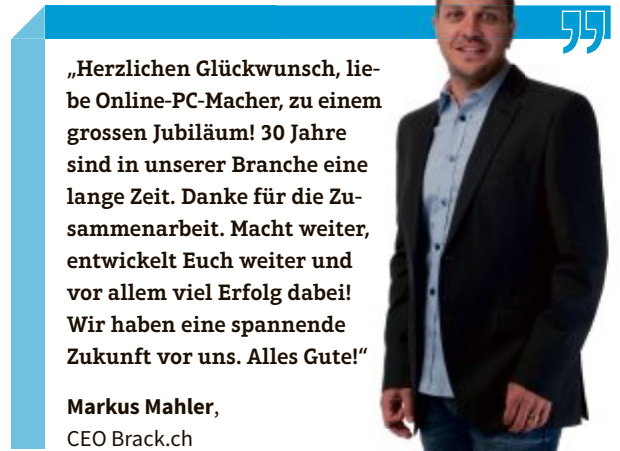 „Herzlichen Glückwunsch, lie-
be Online-PC-Macher, zu einem
grossen Jubiläum! 30 Jahre
sind in unserer Branche eine
lange Zeit. Danke für die Zu-
sammenarbeit. Macht weiter,
entwickelt Euch weiter und
vor allem viel Erfolg dabei!
Wir haben eine spannende
Zukunft vor uns. Alles Gute!“
Markus Mahler,
CEO Brack.ch